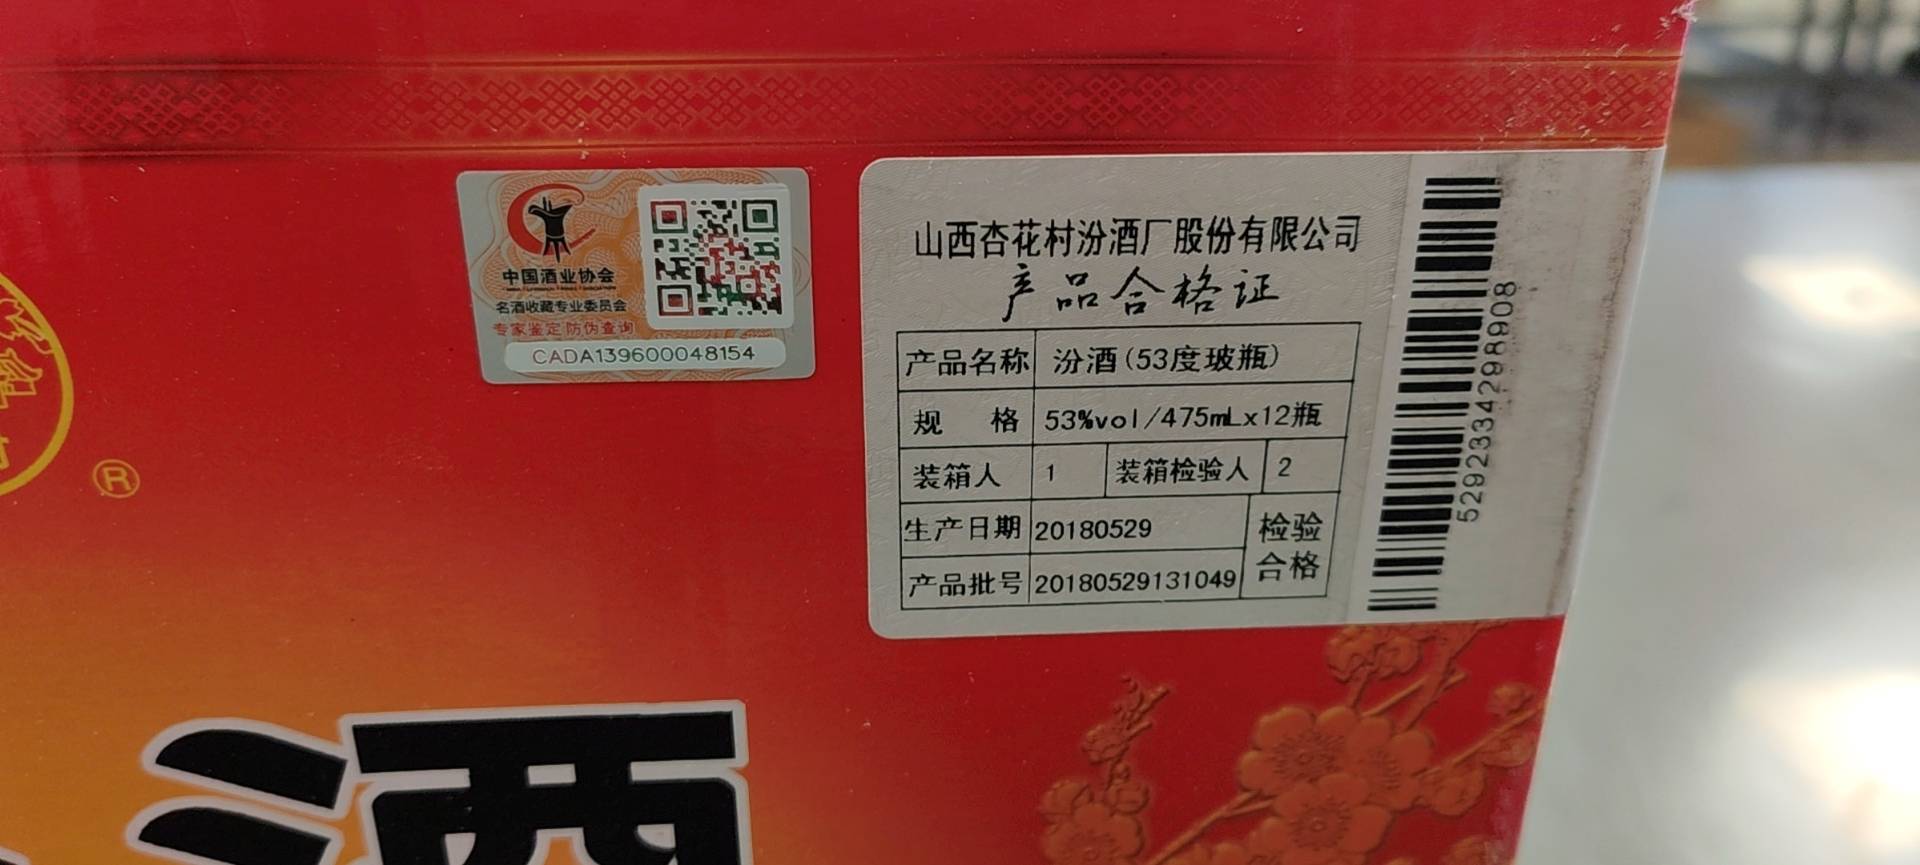 中国酒业协会
名酒收藏专业委员会
专家鉴定 防伪查询
CADA139600048154
®
山西杏花村汾酒厂股份有限公司
产品合格证
产品名称 汾酒(53度玻瓶)
规 格 53%vol/475mLx12瓶
装箱人 1 装箱检验人 2
生产日期 20180529 检验
产品批号 20180529131049 合格
5292334298908
酒